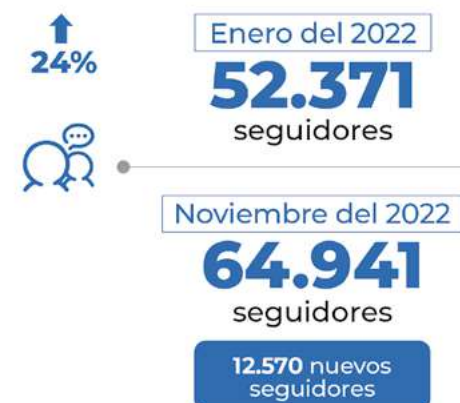 24%
Enero del 2022
52.371
seguidores
Noviembre del 2022
64.941
seguidores
12.570 nuevos
seguidores